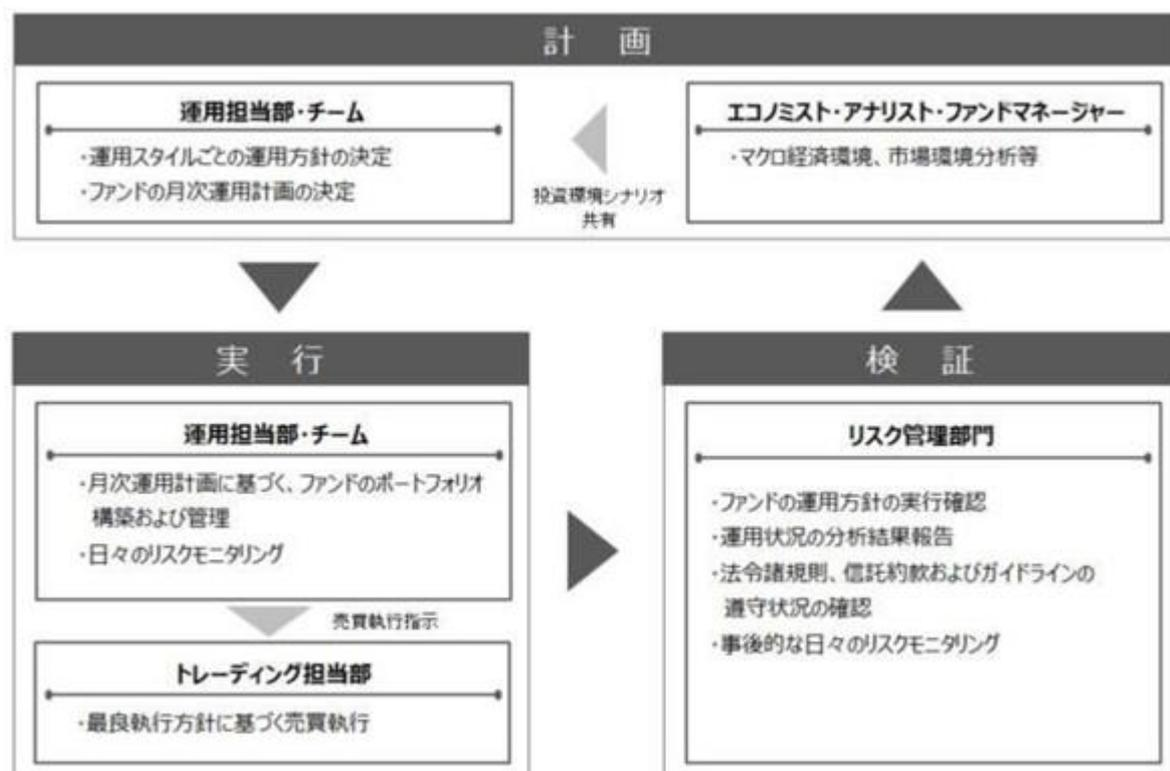 計 画
運用担当部・チーム
・運用スタイルごとの運用方針の決定
・ファンドの月次運用計画の決定
投資環境シナリオ
共有
エコノミスト・アナリスト・ファンドマネージャー
・マクロ経済環境、市場環境分析等
実 行
運用担当部・チーム
・月次運用計画に基づく、ファンドのポートフォリオ
構築および管理
・日々のリスクモニタリング
売買執行指示
トレーディング担当部
・最良執行方針に基づく売買執行
検 証
リスク管理部門
・ファンドの運用方針の実行確認
・運用状況の分析結果報告
・法令諸規則、信託約款およびガイドラインの
遵守状況の確認
・事後的な日々のリスクモニタリング